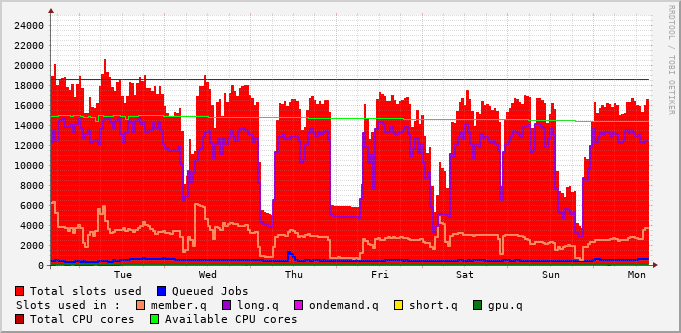 24000
22000
20000
18000
16000
14000
12000
10000
8000
6000
4000
2000
0
Tue Wed Thu Fri Sat Sun Mon
Total slots used Queued Jobs
Slots used in : member.q long.q ondemand.q short.q gpu.q
Total CPU cores Available CPU cores
RRDTOOL / TOBI OETIKER